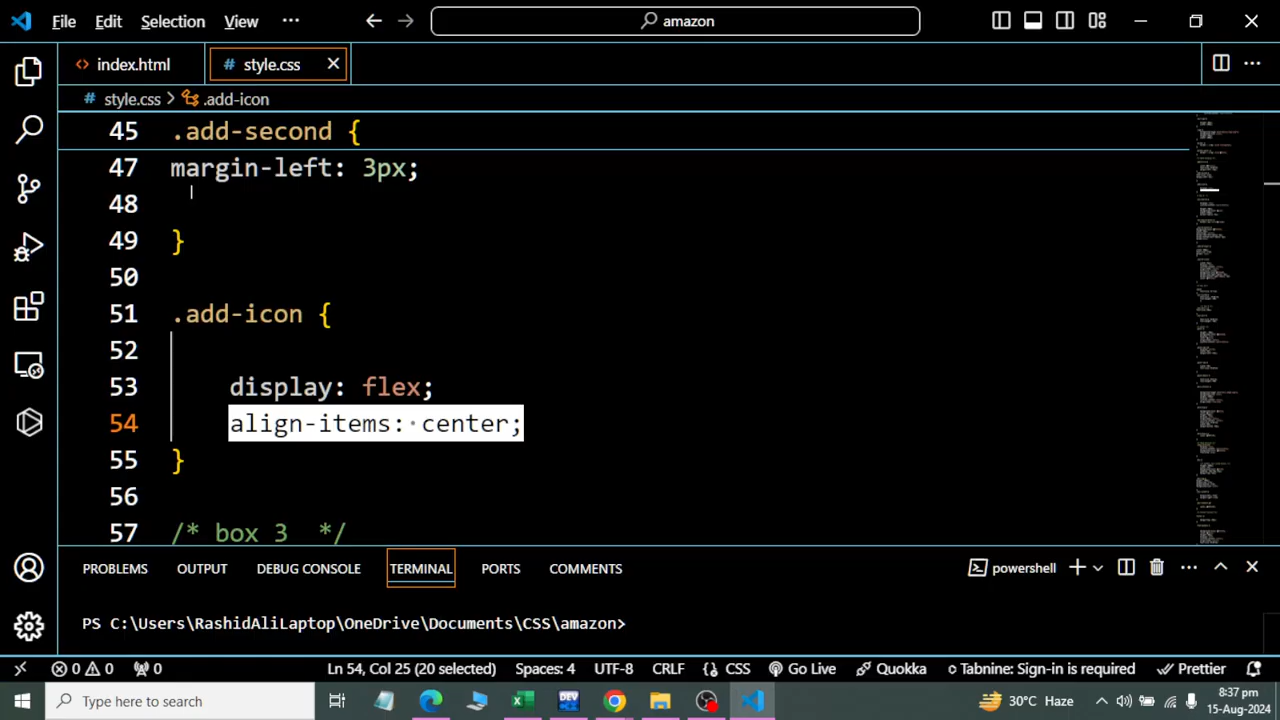 File Edit Selection View ··· amazon
index.html style.css
style.css > .add-icon
45 .add-second {
47 margin-left: 3px;
48
49 }
50
51 .add-icon {
52
53 display: flex;
54 align-items: center;
55 }
56
57 /* box 3 */
PROBLEMS OUTPUT DEBUG CONSOLE TERMINAL PORTS COMMENTS powershell
PS C:\Users\RashidAliLaptop\OneDrive\Documents\CSS\amazon>
0 0 0 Ln 54, Col 25 (20 selected) Spaces: 4 UTF-8 CRLF {} CSS Go Live Quokka Tabnine: Sign-in is required Prettier
Type here to search DEV 30°C Haze 8:37 pm
15-Aug-2024